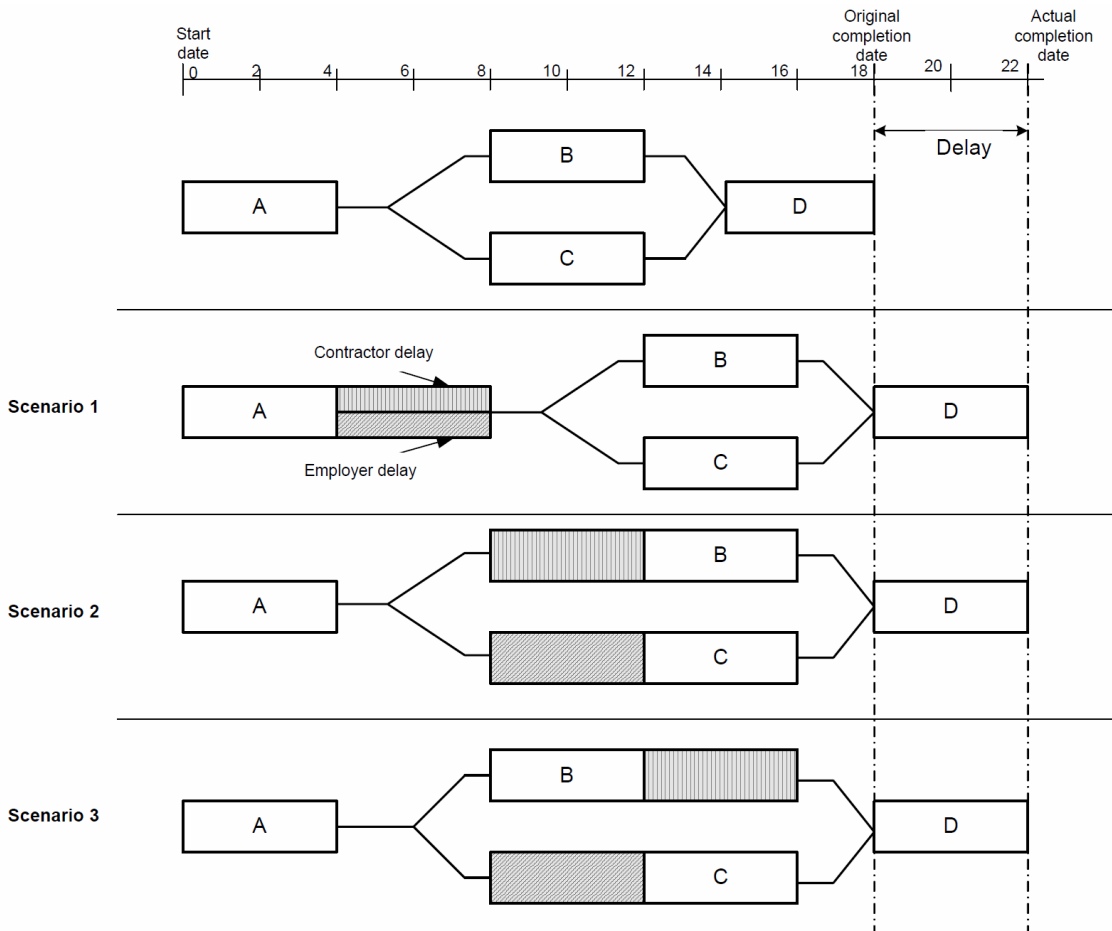 Start
date
Original
completion
date
Actual
completion
date
0 2 4 6 8 10 12 14 16 18 20 22
Delay
A
B
C
D
Scenario 1
Contractor delay
Employer delay
A
B
C
D
Scenario 2
A
B
C
D
Scenario 3
A
B
C
D